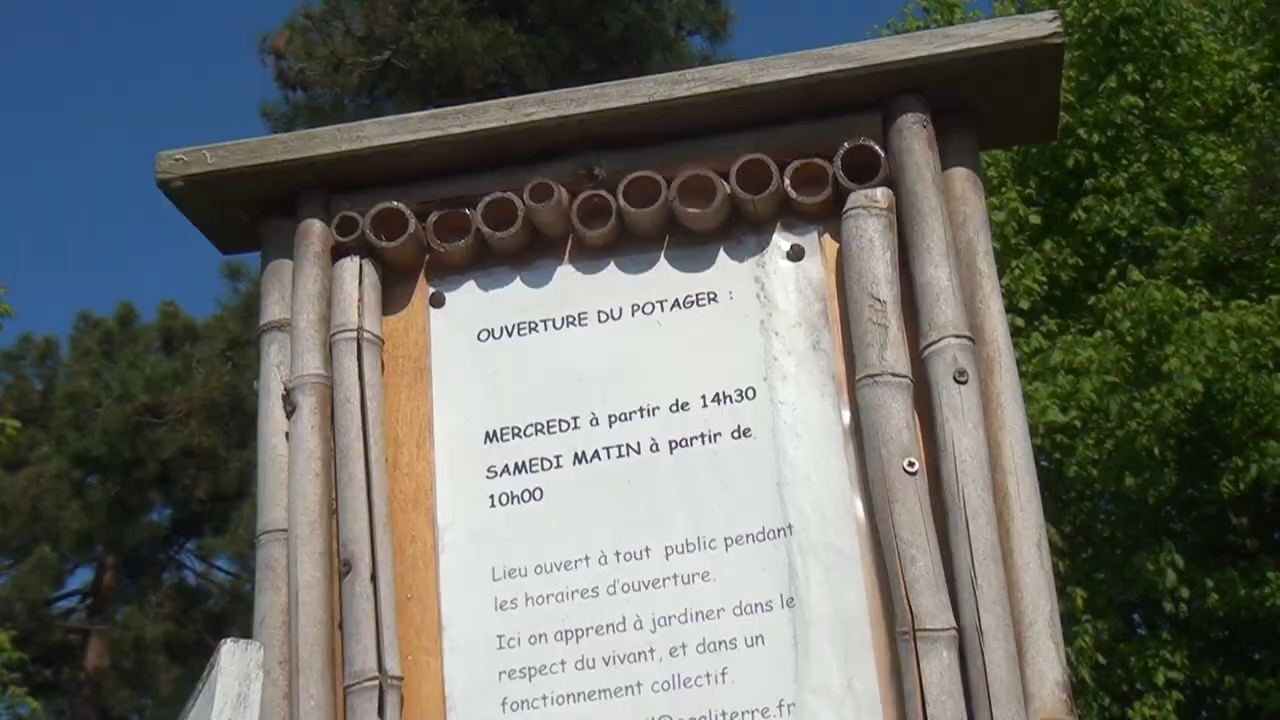 OUVERTURE DU POTAGER :
MERCREDI à partir de 14h30
SAMEDI MATIN à partir de
10h00
Lieu ouvert à tout public pendant
les horaires d'ouverture.
Ici on apprend à jardiner dans le
respect du vivant, et dans un
fonctionnement collectif.